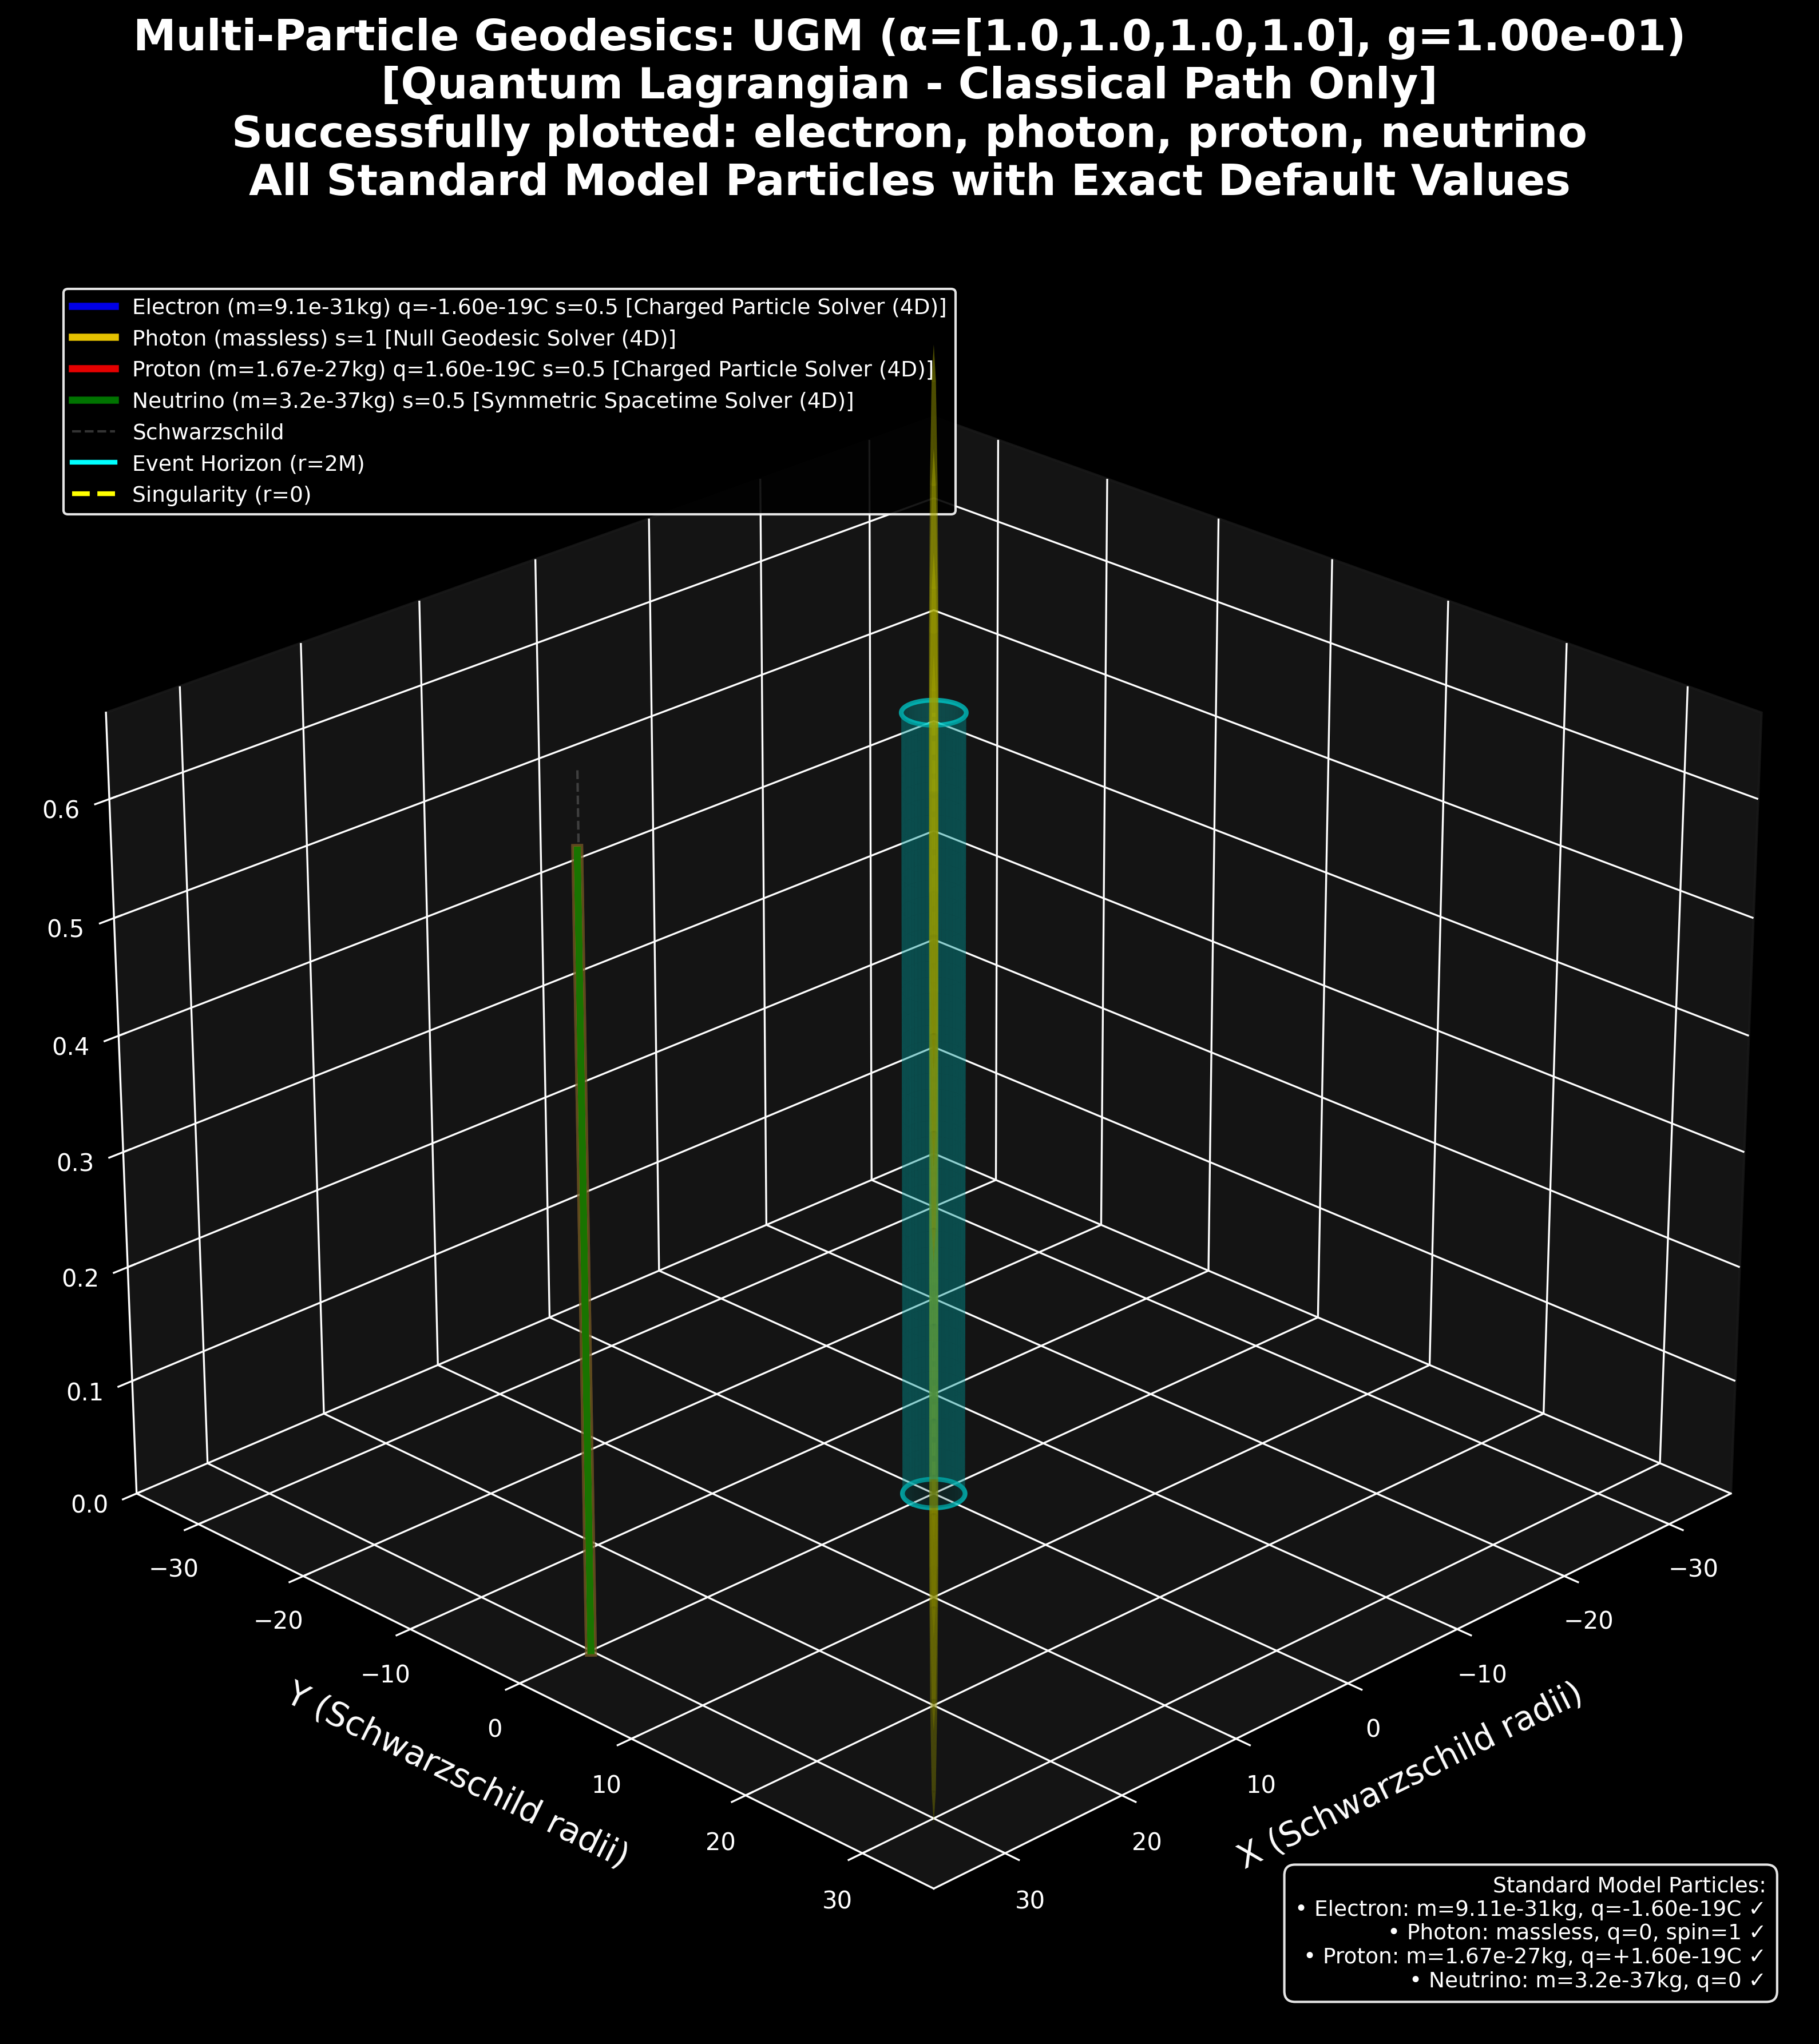 Multi-Particle Geodesics: UGM (α=[1.0,1.0,1.0,1.0], g=1.00e-01)
[Quantum Lagrangian - Classical Path Only]
Successfully plotted: electron, photon, proton, neutrino
All Standard Model Particles with Exact Default Values
Electron (m=9.1e-31kg) q=-1.60e-19C s=0.5 [Charged Particle Solver (4D)]
Photon (massless) s=1 [Null Geodesic Solver (4D)]
Proton (m=1.67e-27kg) q=1.60e-19C s=0.5 [Charged Particle Solver (4D)]
Neutrino (m=3.2e-37kg) s=0.5 [Symmetric Spacetime Solver (4D)]
Schwarzschild
Event Horizon (r=2M)
Singularity (r=0)
0.6
0.5
0.4
0.3
0.2
0.1
0.0
−30
−20
−10
0
10
20
30
Y (Schwarzschild radii)
30
20
10
0
−10
−20
−30
X (Schwarzschild radii)
Standard Model Particles:
• Electron: m=9.11e-31kg, q=-1.60e-19C ✓
• Photon: massless, q=0, spin=1 ✓
• Proton: m=1.67e-27kg, q=+1.60e-19C ✓
• Neutrino: m=3.2e-37kg, q=0 ✓